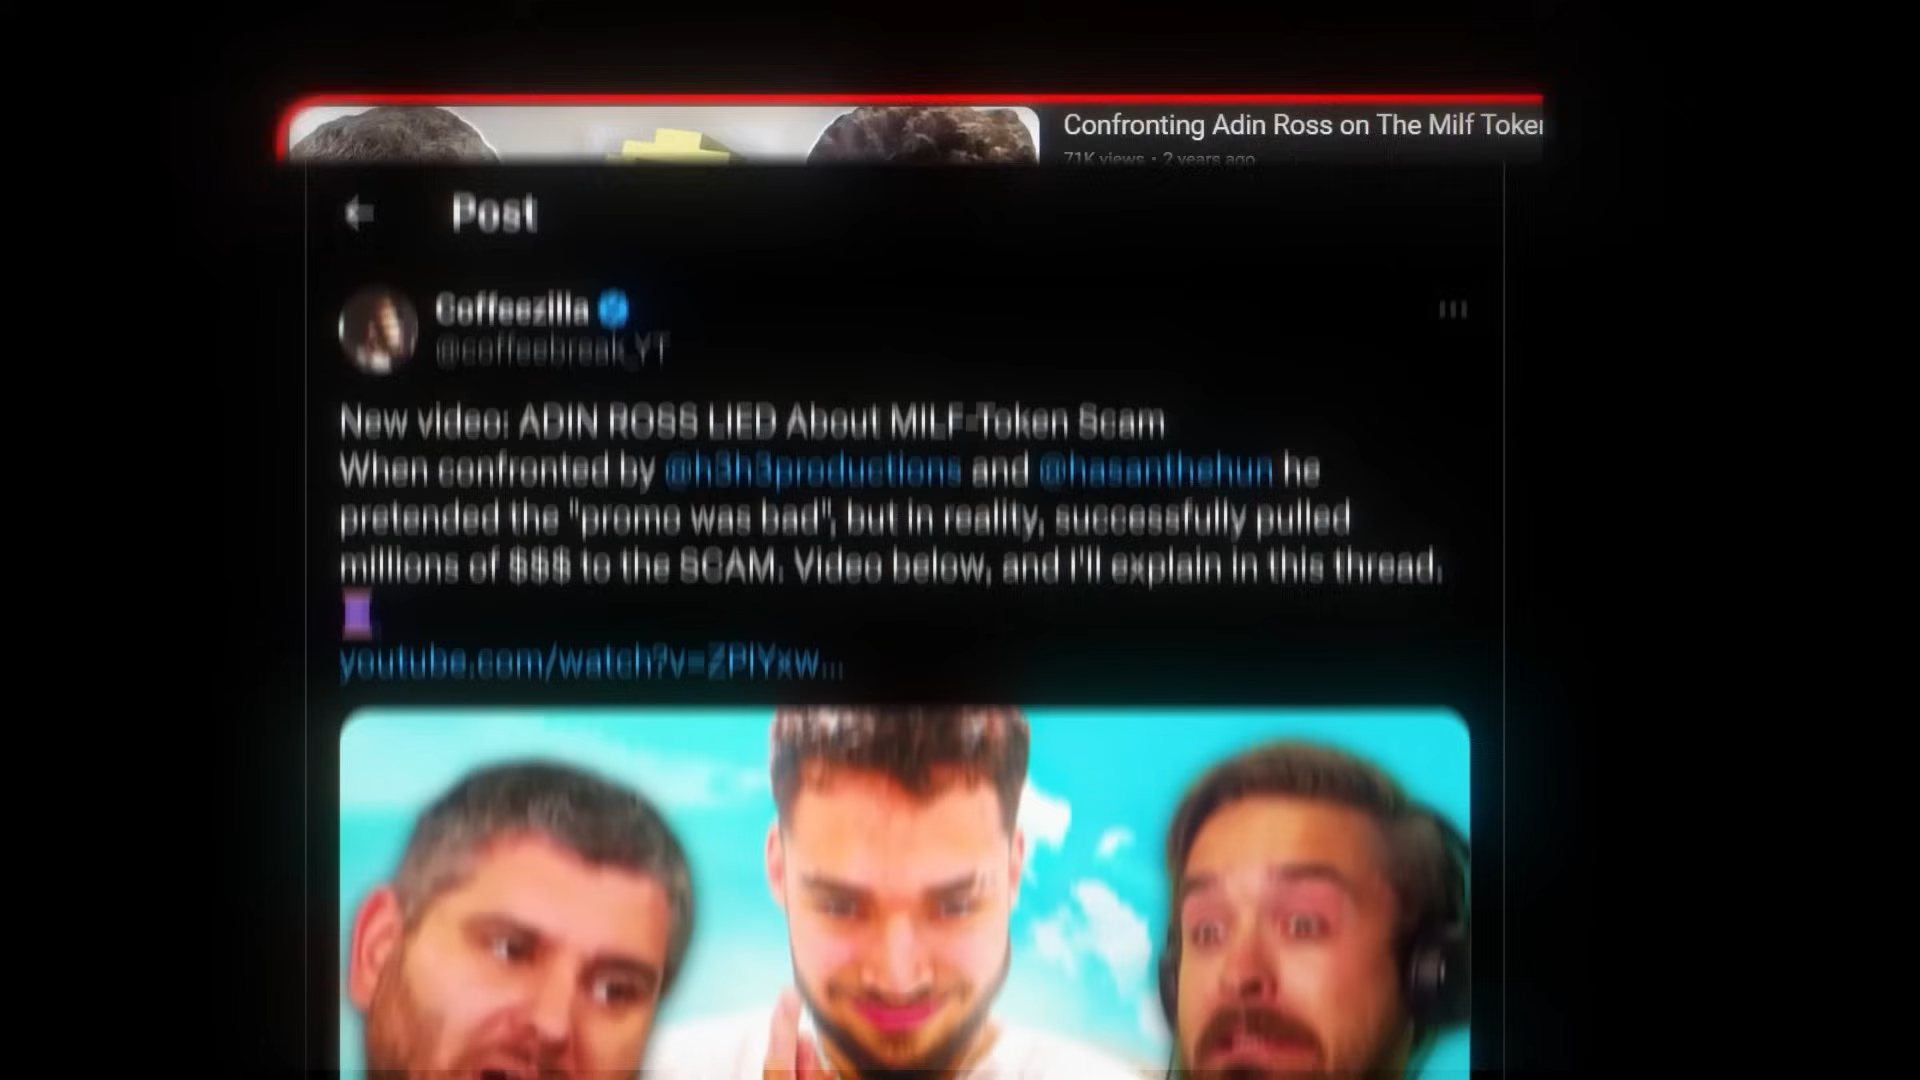 Confronting Adin Ross on The Milf Token
71K views • 2 years ago
Post
Coffeezilla
@coffeebreak_YT
New video: ADIN ROSS LIED About MILF Token Scam
When confronted by @h3h3productions and @hasanthehun he
pretended the "promo was bad", but in reality, successfully pulled
millions of $$$ to the SCAM. Video below, and I'll explain in this thread.
youtube.com/watch?v=ZPlYxw...